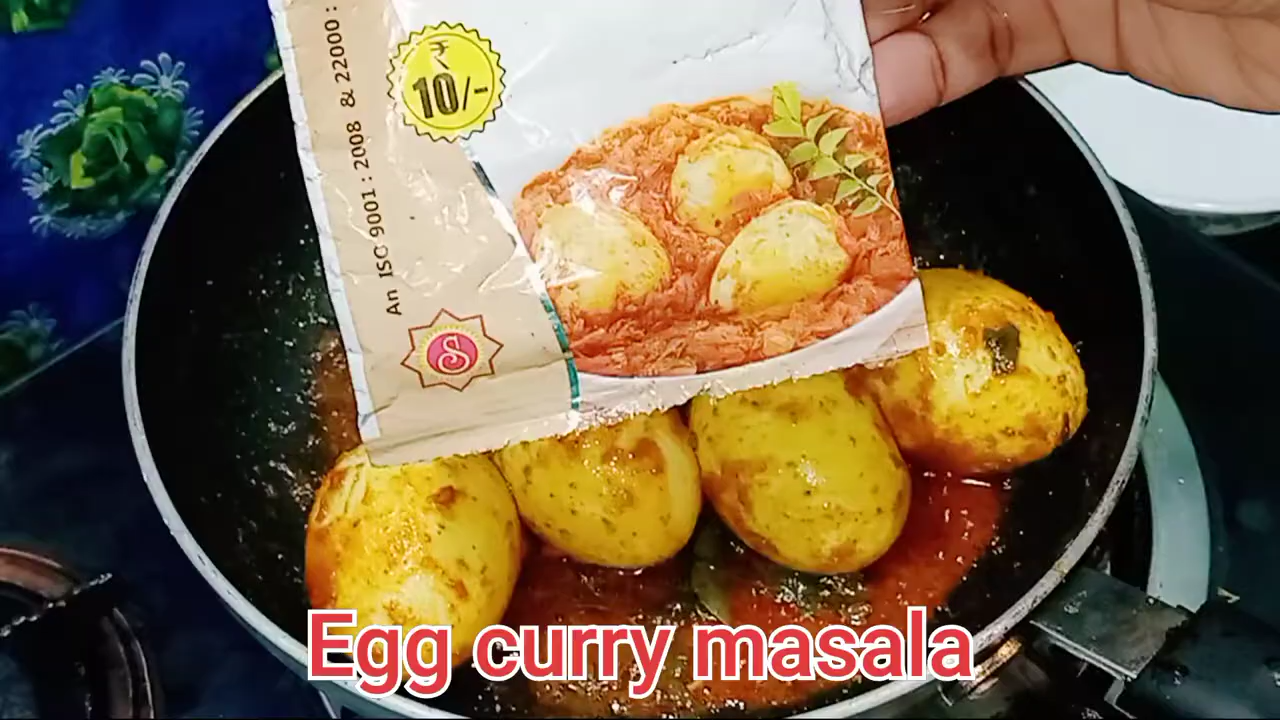 An ISO 9001 : 2008 & 22000 :
₹
10/-
S
Egg curry masala